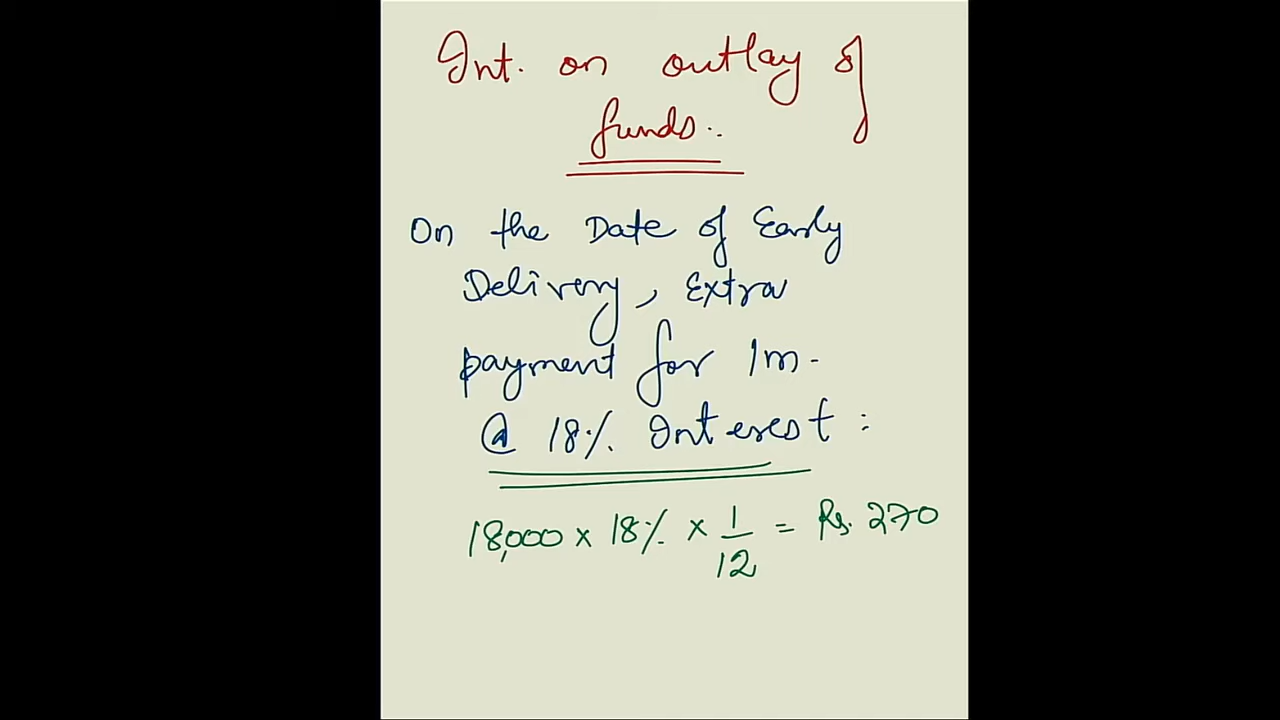 Int. on outlay of
funds..
On the Date of Early
Delivery, Extra
payment for 1m.
@ 18% Interest :
18,000 x 18% x 1/12 = Rs. 270